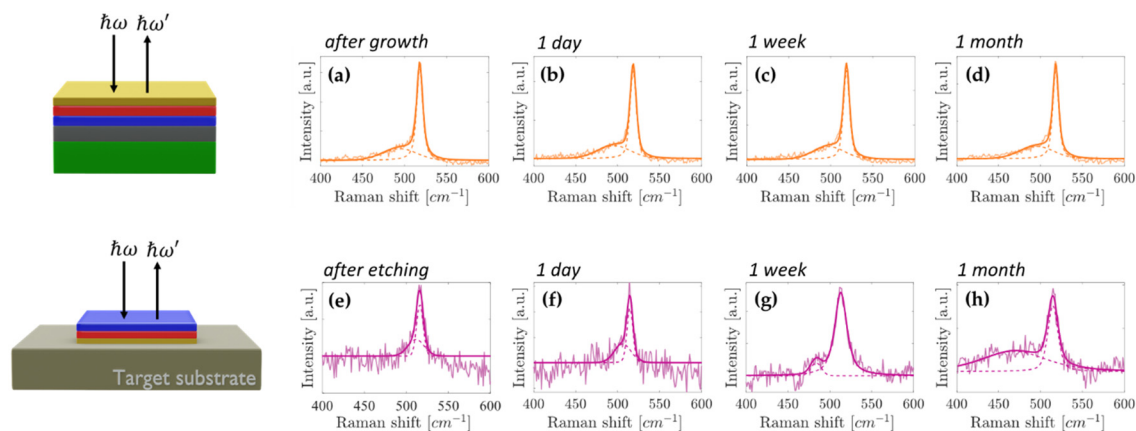 ħω ħω′
after growth
(a)
Intensity [a.u.]
400 450 500 550 600
Raman shift [cm⁻¹]
1 day
(b)
Intensity [a.u.]
400 450 500 550 600
Raman shift [cm⁻¹]
1 week
(c)
Intensity [a.u.]
400 450 500 550 600
Raman shift [cm⁻¹]
1 month
(d)
Intensity [a.u.]
400 450 500 550 600
Raman shift [cm⁻¹]
ħω ħω′
Target substrate
after etching
(e)
Intensity [a.u.]
400 450 500 550 600
Raman shift [cm⁻¹]
1 day
(f)
Intensity [a.u.]
400 450 500 550 600
Raman shift [cm⁻¹]
1 week
(g)
Intensity [a.u.]
400 450 500 550 600
Raman shift [cm⁻¹]
1 month
(h)
Intensity [a.u.]
400 450 500 550 600
Raman shift [cm⁻¹]